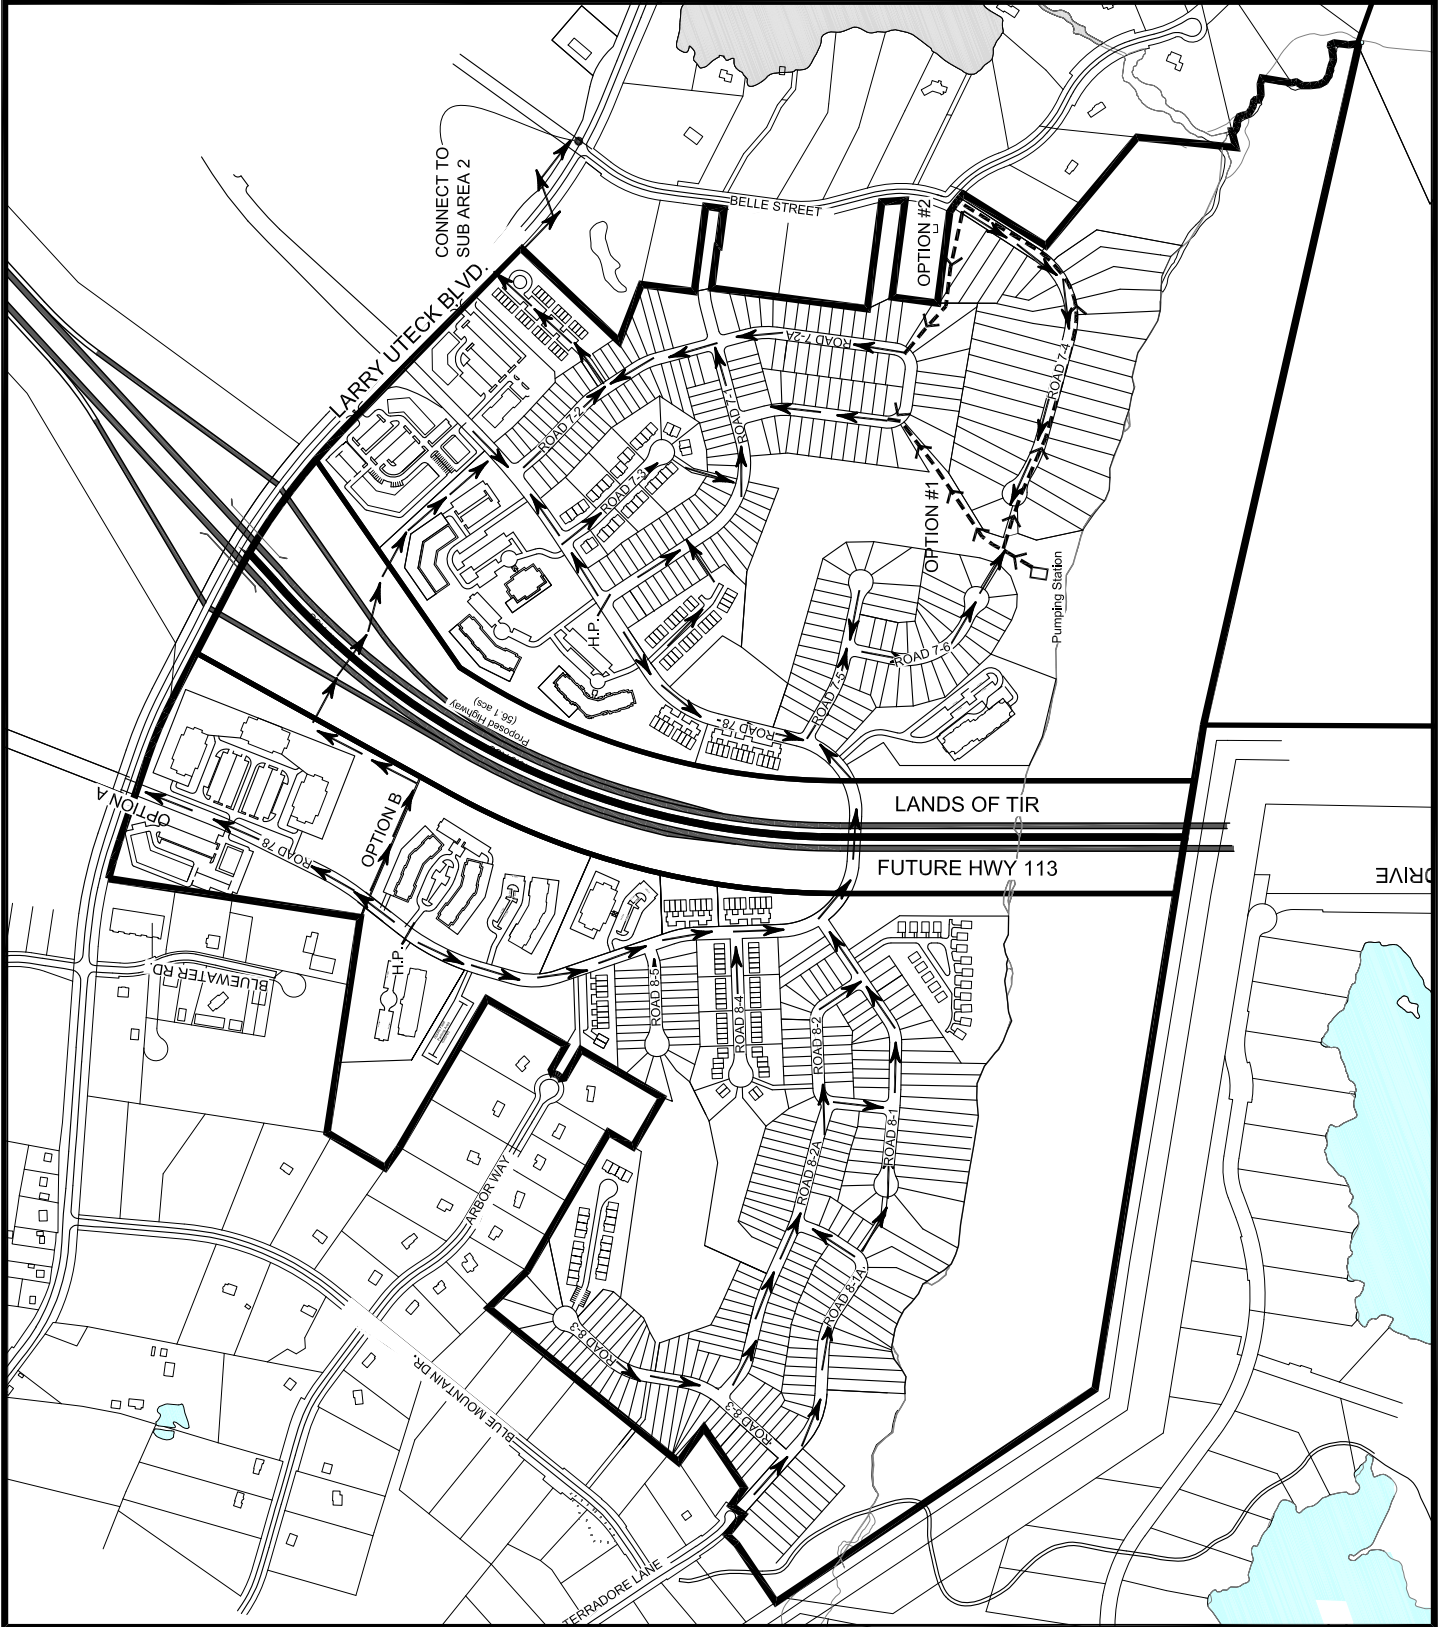 CONNECT TO
SUB AREA 2
BELLE STREET
OPTION #2
LARRY UTECK BLVD.
ROAD 7-2A
ROAD 7-4
ROAD 7-2
ROAD 7-1
ROAD 7-3
OPTION #1
Pumping Station
H.P.
ROAD 7-6
ROAD 7-5
Proposed Highway
(56.1 acs)
ROAD 78
LANDS OF TIR
FUTURE HWY 113
DRIVE
OPTION A
OPTION B
ROAD 78
H.P.
BLUEWATER RD
ROAD 8-5
ROAD 8-4
ROAD 8-2
ROAD 8-1
ROAD 8-2A
ARBOR WAY
ROAD 8-1A
ROAD 8-3
BLUE MOUNTAIN DR.
ROAD 8-3
TERRADORE LANE